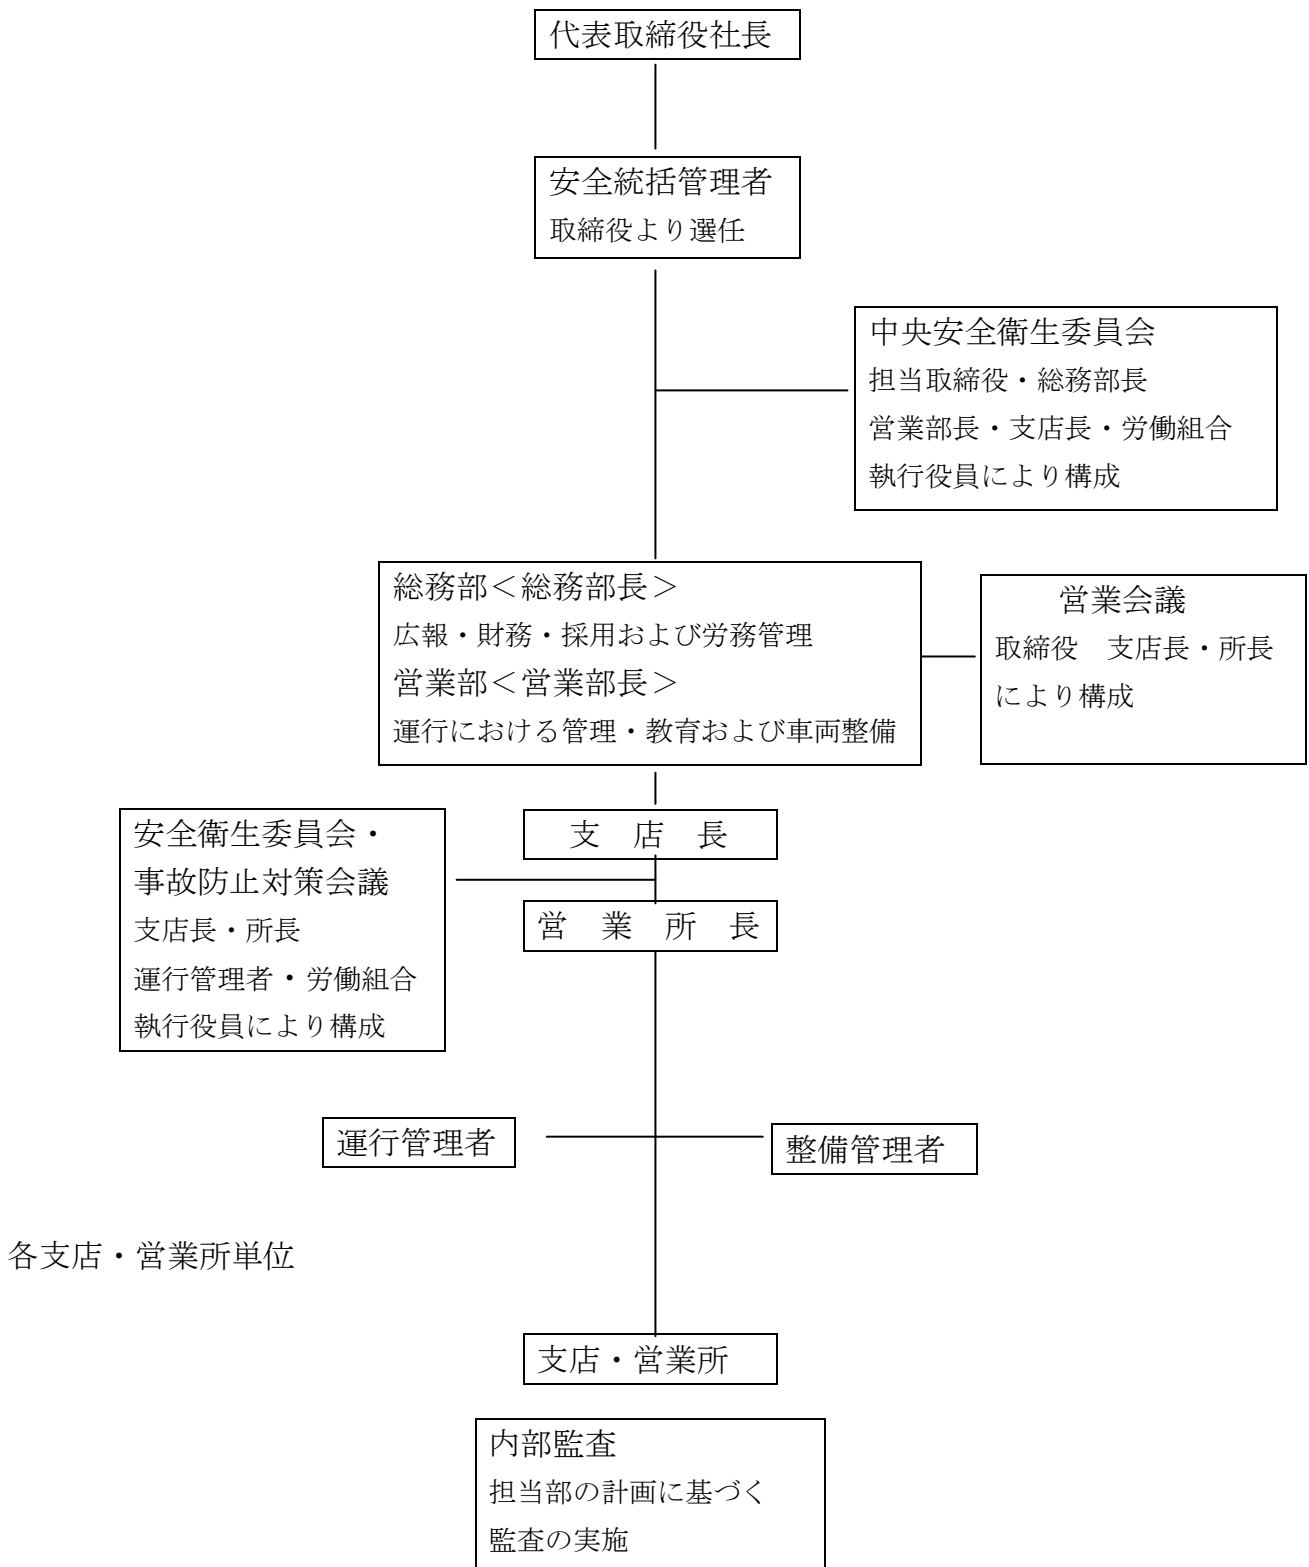 代表取締役社長
安全統括管理者
取締役より選任
中央安全衛生委員会
担当取締役・総務部長
営業部長・支店長・労働組合
執行役員により構成
総務部＜総務部長＞
広報・財務・採用および労務管理
営業部＜営業部長＞
運行における管理・教育および車両整備
営業会議
取締役　支店長・所長
により構成
支　店　長
安全衛生委員会・
事故防止対策会議
支店長・所長
運行管理者・労働組合
執行役員により構成
営　業　所　長
運行管理者
整備管理者
各支店・営業所単位
支店・営業所
内部監査
担当部の計画に基づく
監査の実施